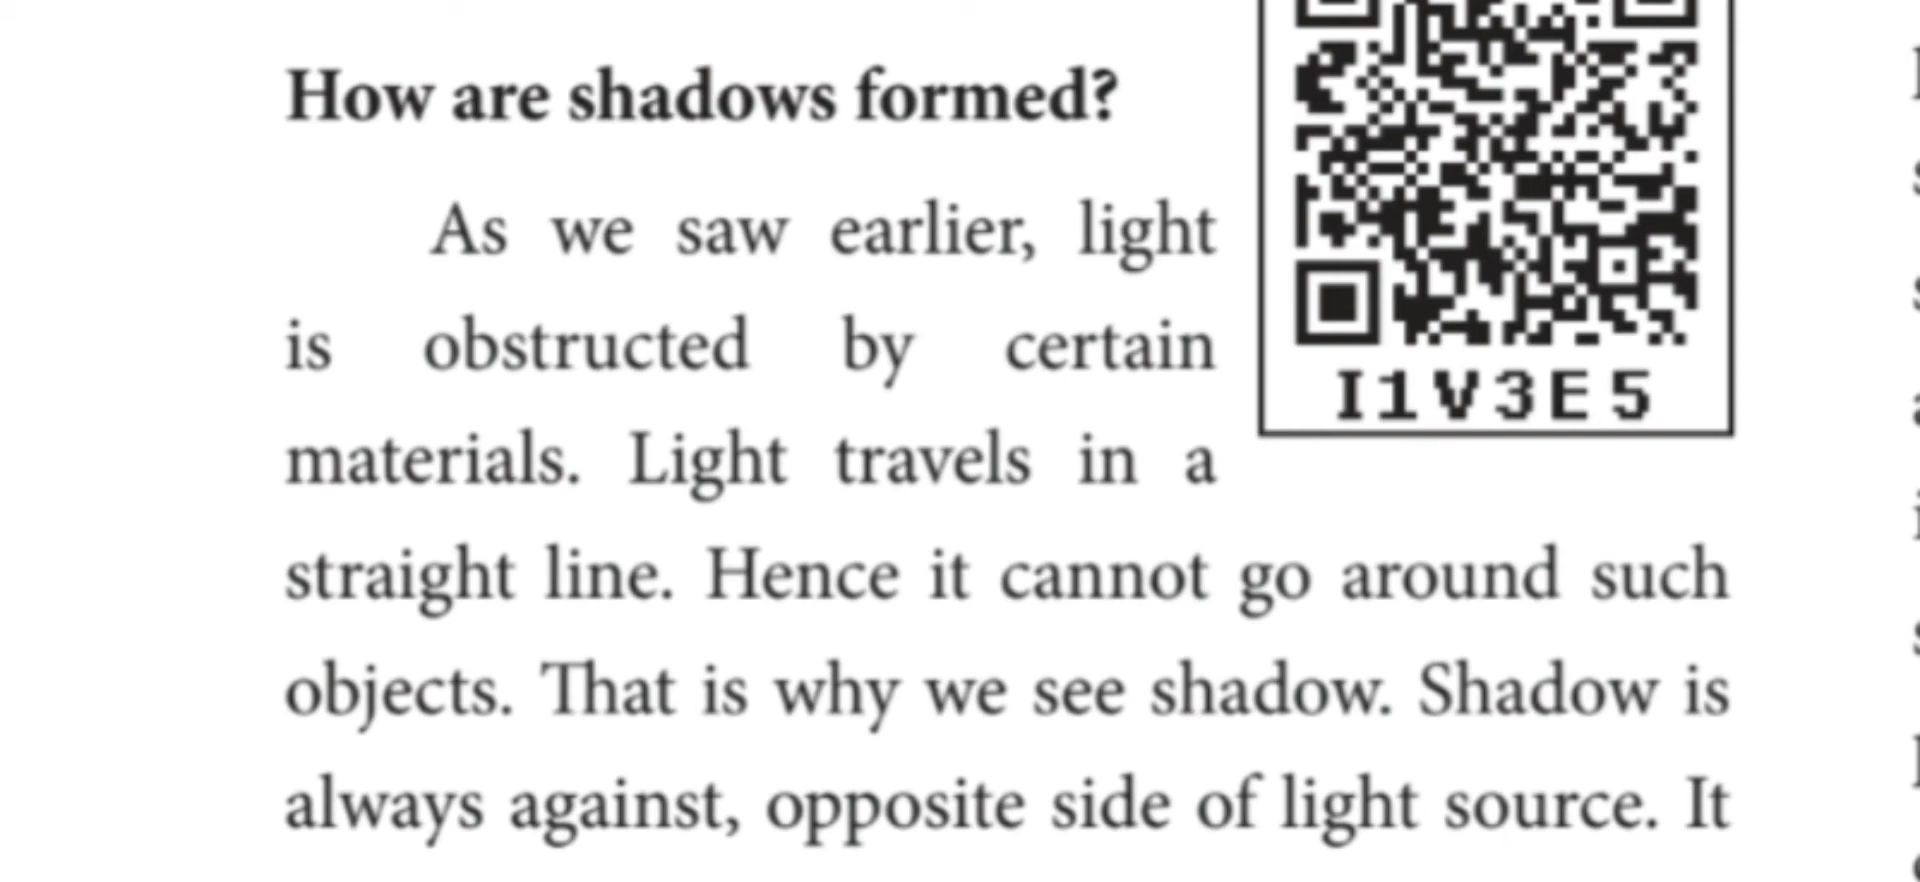 How are shadows formed?
As we saw earlier, light
is obstructed by certain
materials. Light travels in a
straight line. Hence it cannot go around such
objects. That is why we see shadow. Shadow is
always against, opposite side of light source. It
I1V3E5